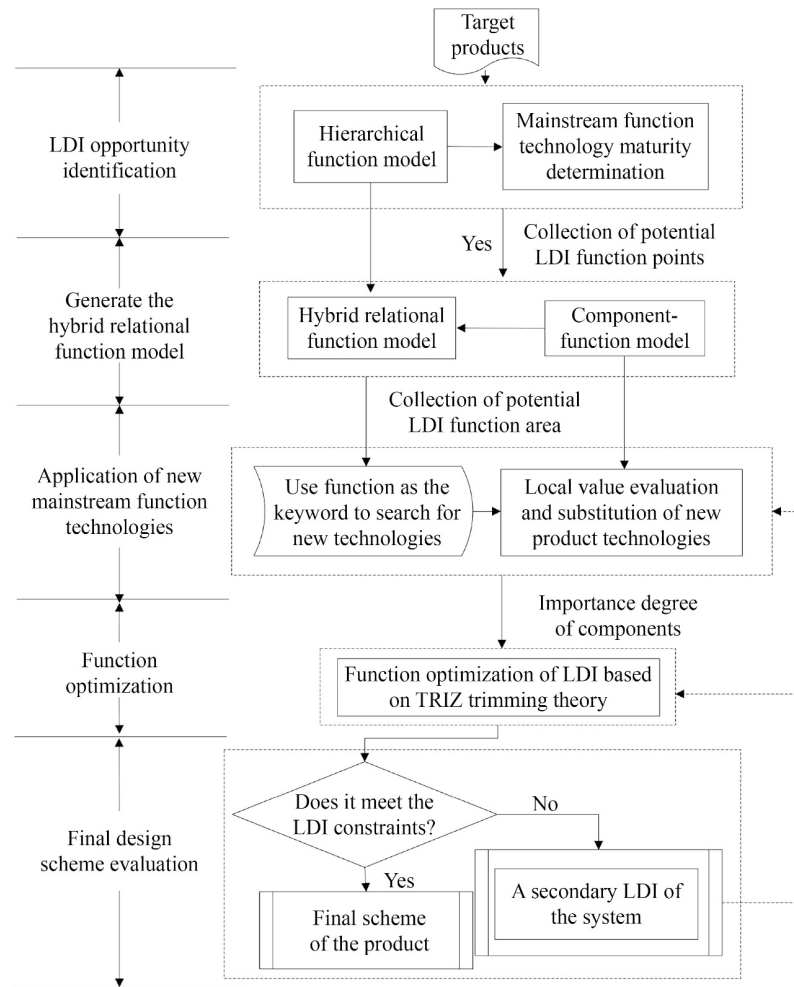 Target
products
LDI opportunity
identification
Hierarchical
function model
Mainstream function
technology maturity
determination
Yes
Collection of potential
LDI function points
Generate the
hybrid relational
function model
Hybrid relational
function model
Component-
function model
Collection of potential
LDI function area
Application of new
mainstream function
technologies
Use function as the
keyword to search for
new technologies
Local value evaluation
and substitution of new
product technologies
Importance degree
of components
Function
optimization
Function optimization of LDI based
on TRIZ trimming theory
Final design
scheme evaluation
Does it meet the
LDI constraints?
No
Yes
Final scheme
of the product
A secondary LDI of
the system